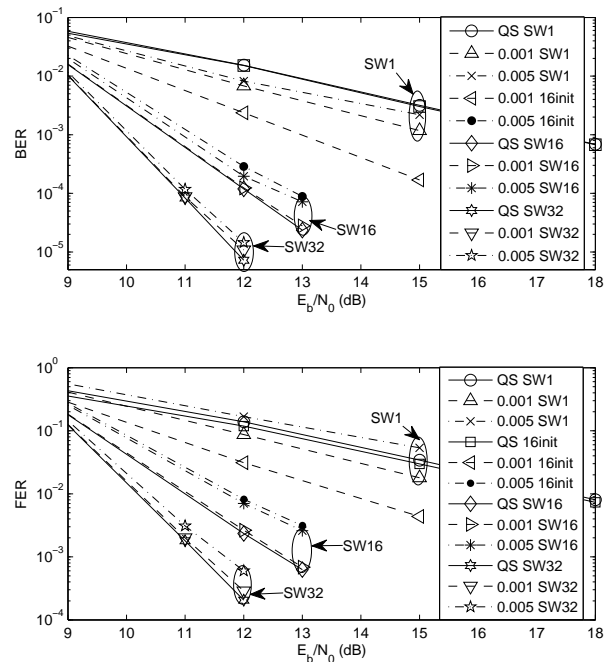 10^-1
10^-2
10^-3
10^-4
10^-5
BER
9 10 11 12 13 14 15 16 17 18
E_b/N_0 (dB)
SW1
SW16
SW32
QS SW1
0.001 SW1
0.005 SW1
0.001 16init
0.005 16init
QS SW16
0.001 SW16
0.005 SW16
QS SW32
0.001 SW32
0.005 SW32
10^0
10^-1
10^-2
10^-3
10^-4
FER
9 10 11 12 13 14 15 16 17 18
E_b/N_0 (dB)
SW1
SW16
SW32
QS SW1
0.001 SW1
0.005 SW1
QS 16init
0.001 16init
0.005 16init
QS SW16
0.001 SW16
0.005 SW16
QS SW32
0.001 SW32
0.005 SW32